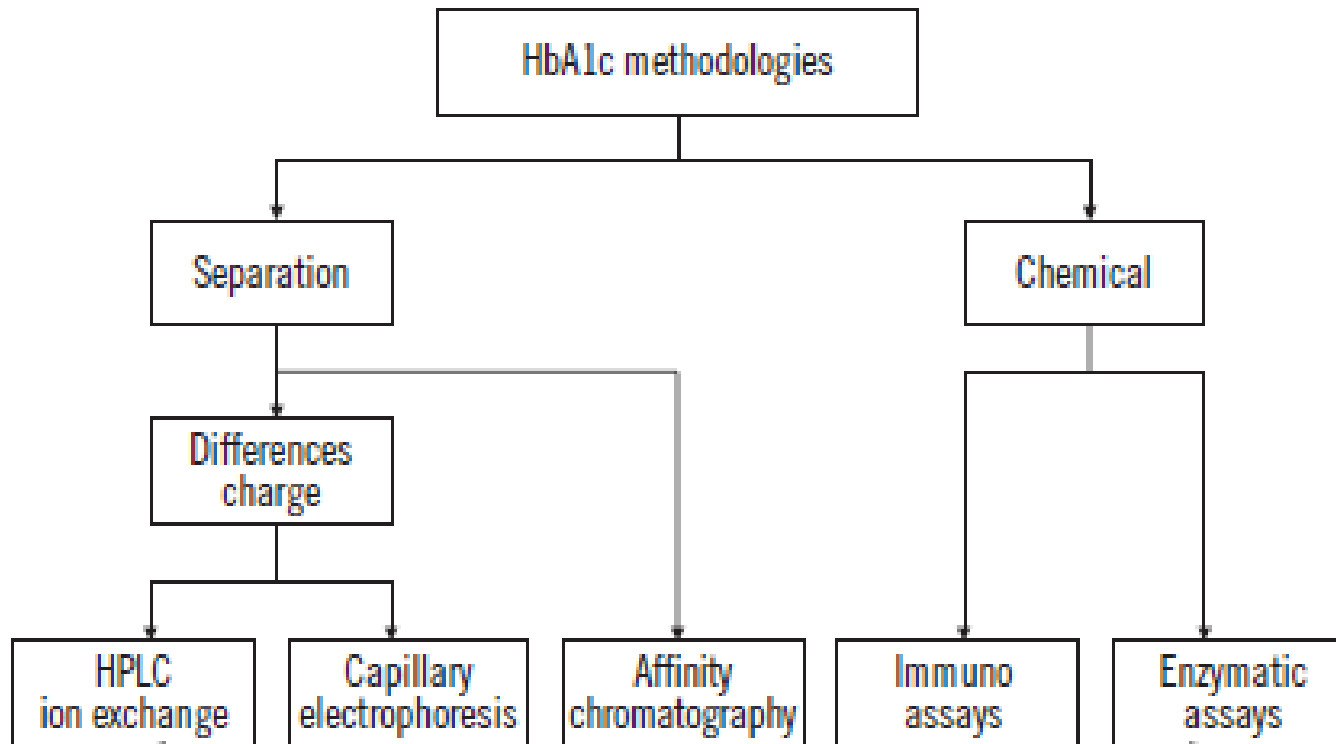 HbA1c methodologies
Separation
Chemical
Differences
charge
HPLC
ion exchange
Capillary
electrophoresis
Affinity
chromatography
Immuno
assays
Enzymatic
assays